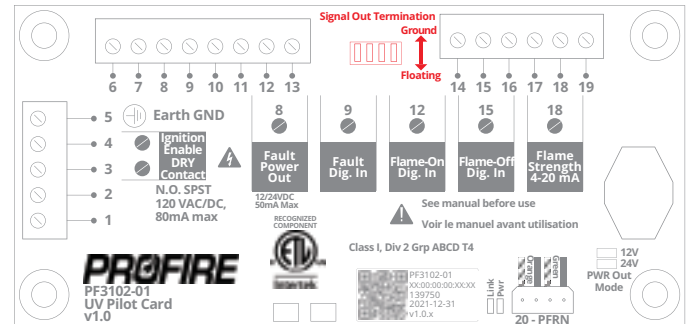 Signal Out Termination
Ground
Floating
6 7 8 9 10 11 12 13
14 15 16 17 18 19
5
4
3
2
1
Earth GND
Ignition
Enable
DRY
Contact
N.O. SPST
120 VAC/DC,
80mA max
8
Fault
Power
Out
12/24VDC
50mA Max
9
Fault
Dig. In
12
Flame-On
Dig. In
15
Flame-Off
Dig. In
18
Flame
Strength
4-20 mA
See manual before use
Voir le manuel avant utilisation
RECOGNIZED
COMPONENT
ETL
Intertek
Class I, Div 2 Grp ABCD T4
PROFIRE
PF3102-01
UV Pilot Card
v1.0
PF3102-01
XX:00:00:00:XX:XX
139750
2021-12-31
v1.0.x
Link
Pwr
Orange
Green
20 - PFRN
12V
24V
PWR Out
Mode